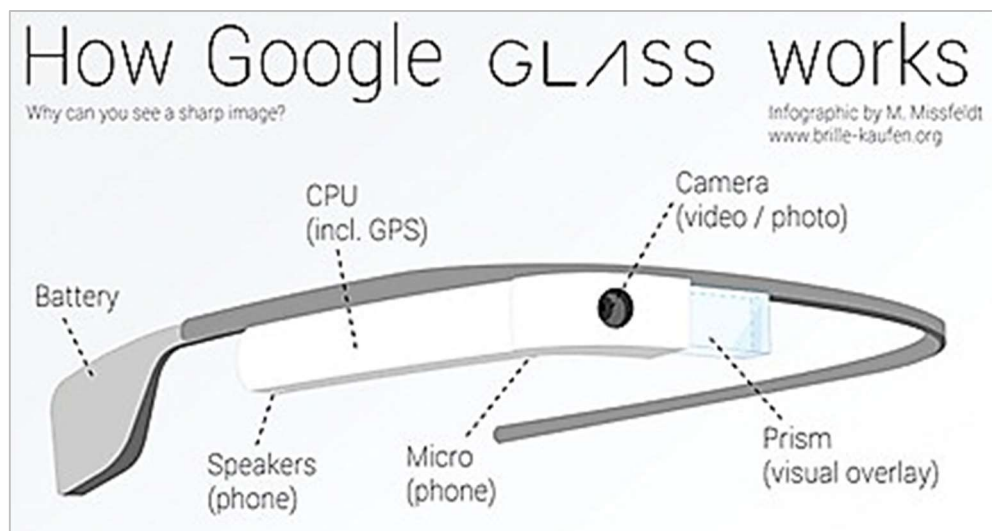 How Google GLASS works
Why can you see a sharp image?
Infographic by M. Missfeldt
www.brille-kaufen.org
Camera
(video / photo)
CPU
(incl. GPS)
Battery
Speakers
(phone)
Micro
(phone)
Prism
(visual overlay)